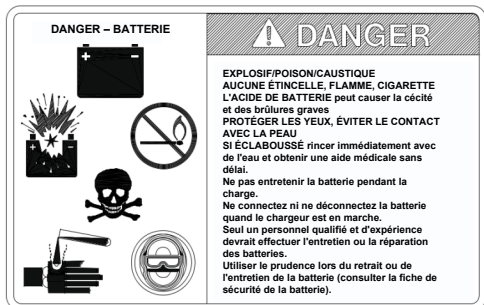 DANGER – BATTERIE
DANGER
EXPLOSIF/POISON/CAUSTIQUE
AUCUNE ÉTINCELLE, FLAMME, CIGARETTE
L'ACIDE DE BATTERIE peut causer la cécité
et des brûlures graves
PROTÉGER LES YEUX, ÉVITER LE CONTACT
AVEC LA PEAU
SI ÉCLABOUSSÉ rincer immédiatement avec
de l'eau et obtenir une aide médicale sans
délai.
Ne pas entretenir la batterie pendant la
charge.
Ne connectez ni ne déconnectez la batterie
quand le chargeur est en marche.
Seul un personnel qualifié et d'expérience
devrait effectuer l'entretien ou la réparation
des batteries.
Utiliser le prudence lors du retrait ou de
l'entretien de la batterie (consulter la fiche de
sécurité de la batterie).